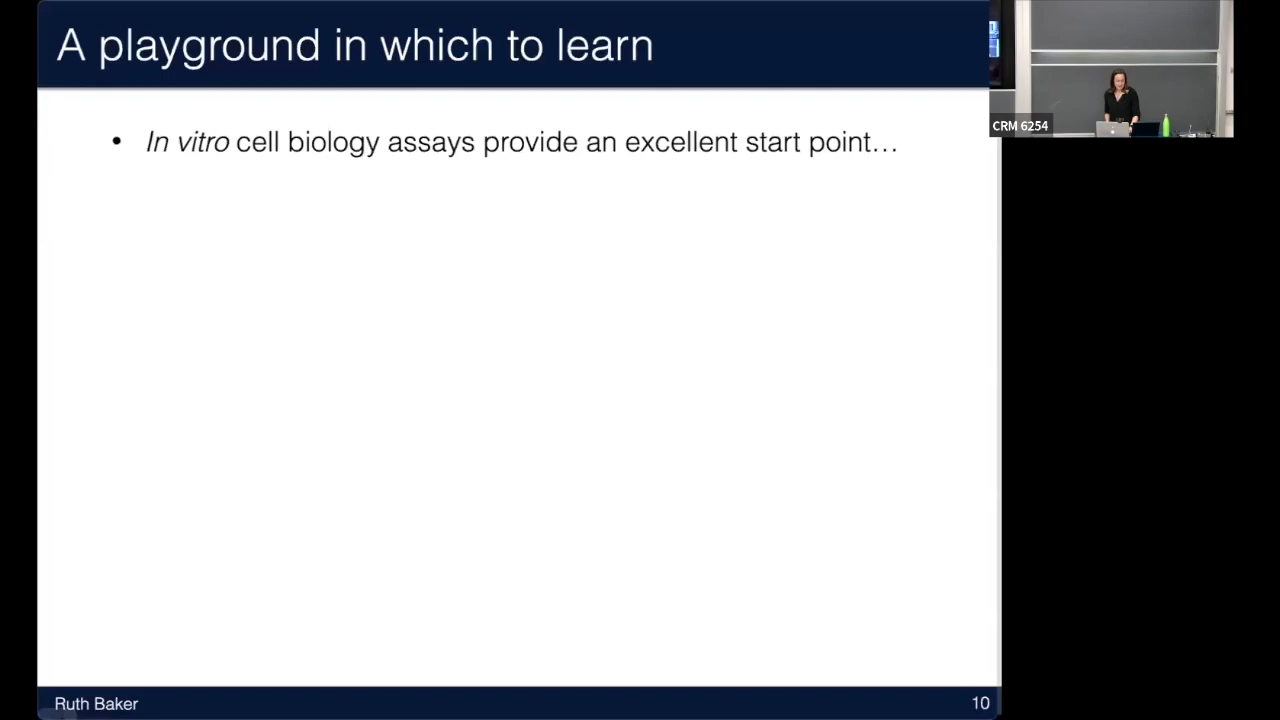 A playground in which to learn
• In vitro cell biology assays provide an excellent start point…
CRM 6254
Ruth Baker
10